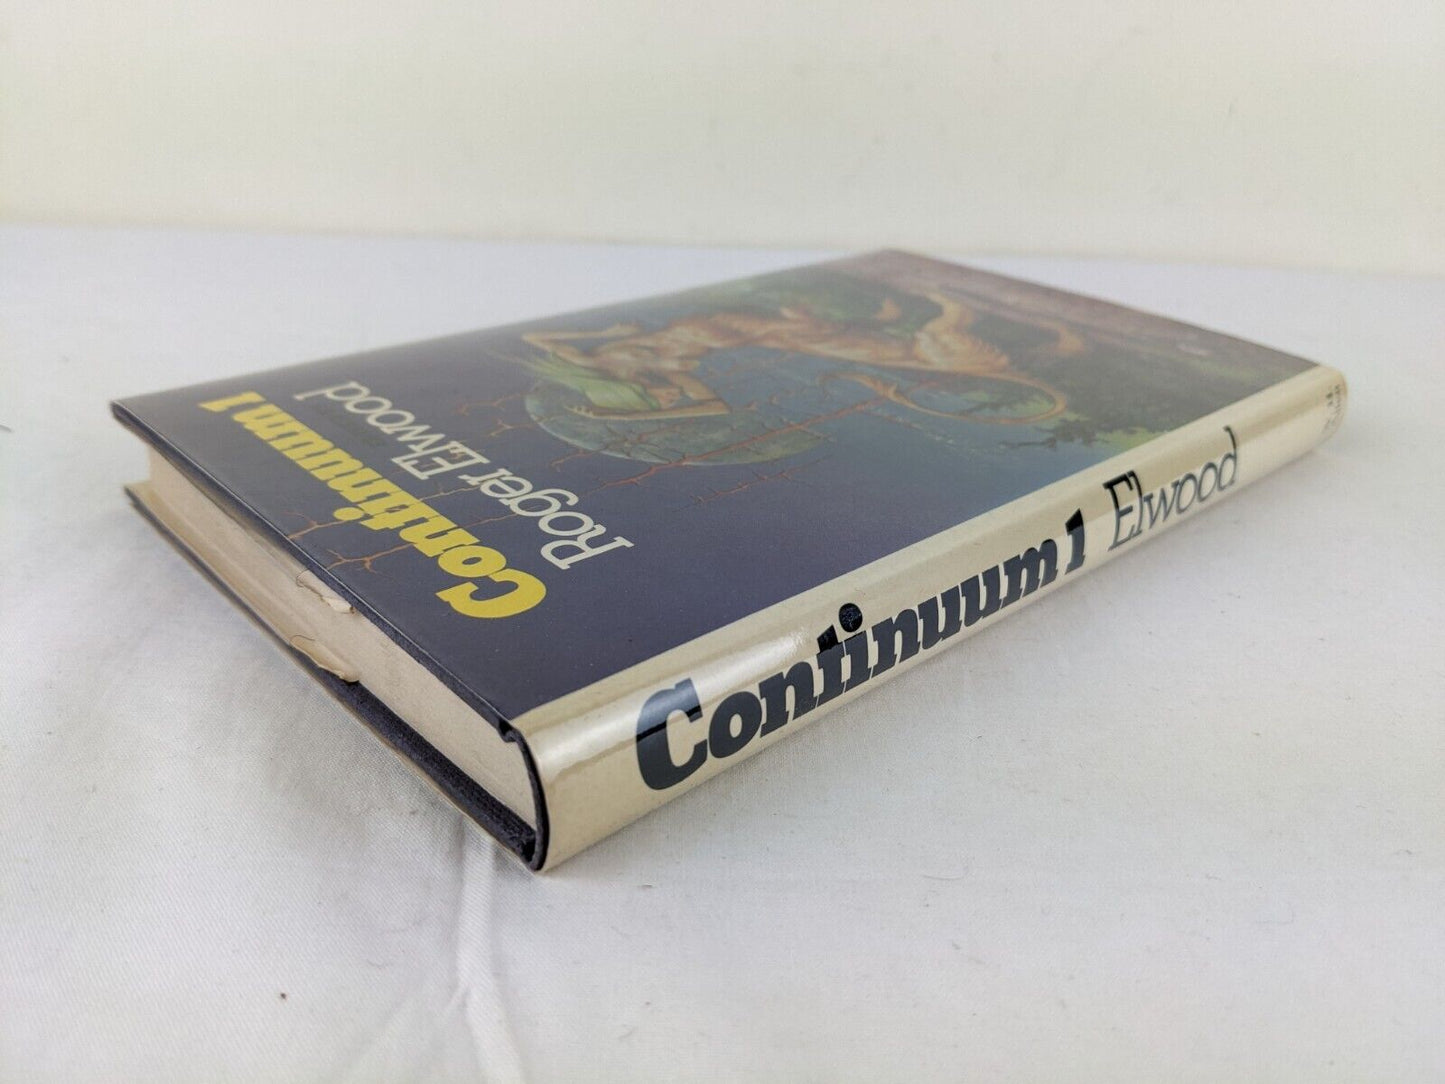 Continuum 1
Roger Elwood
Continuum 1 Elwood